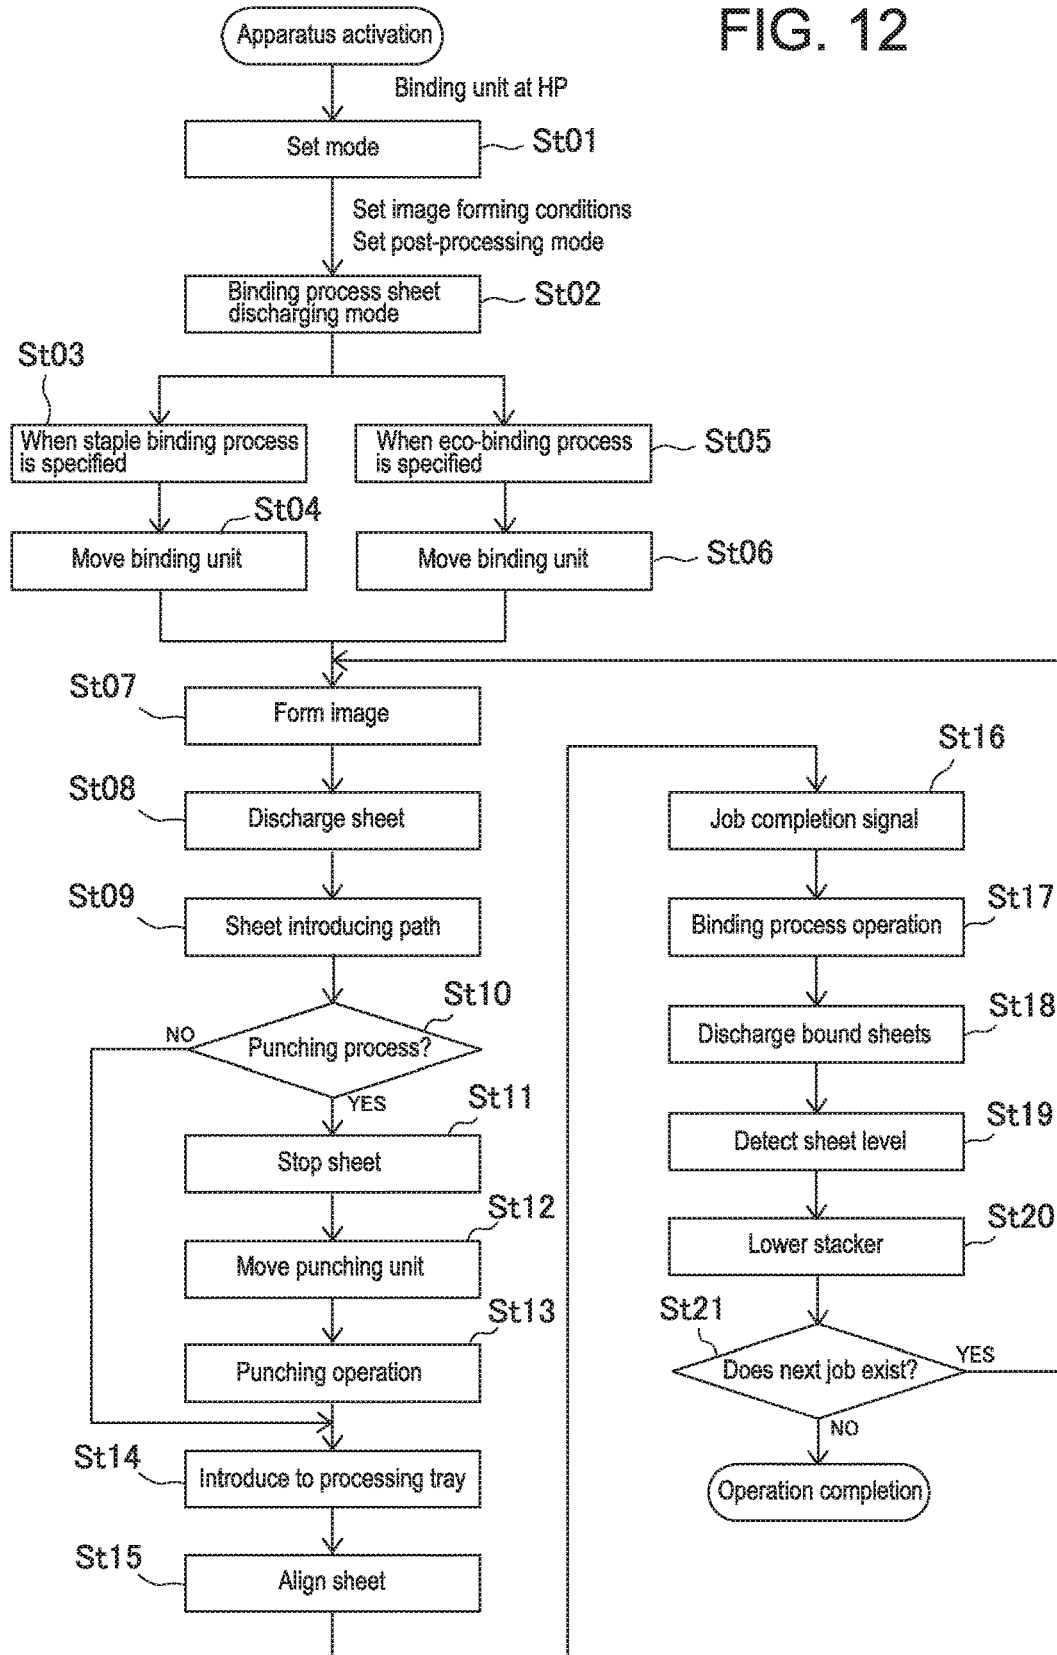 FIG. 12
Apparatus activation
Binding unit at HP
Set mode
St01
Set image forming conditions
Set post-processing mode
Binding process sheet
discharging mode
St02
St03
When staple binding process
is specified
When eco-binding process
is specified
St05
St04
Move binding unit
Move binding unit
St06
St07
Form image
St08
Discharge sheet
St09
Sheet introducing path
St10
NO
Punching process?
YES
St11
Stop sheet
St12
Move punching unit
St13
Punching operation
St14
Introduce to processing tray
St15
Align sheet
St16
Job completion signal
St17
Binding process operation
St18
Discharge bound sheets
St19
Detect sheet level
St20
Lower stacker
St21
Does next job exist?
YES
NO
Operation completion